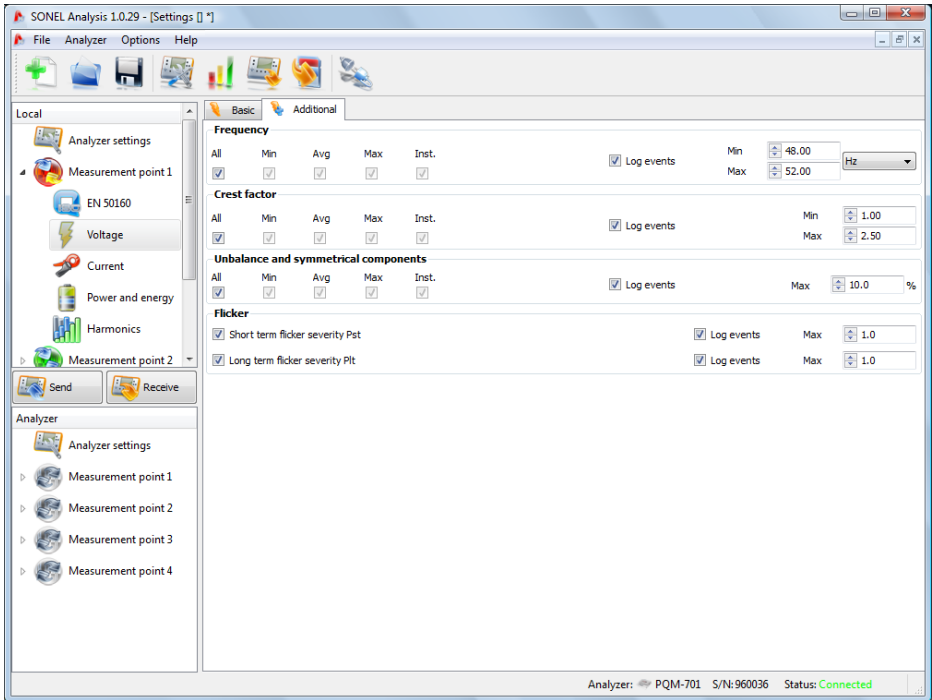 SONEL Analysis 1.0.29 - [Settings [] *]
File Analyzer Options Help
Local
Analyzer settings
Measurement point 1
EN 50160
Voltage
Current
Power and energy
Harmonics
Measurement point 2
Send Receive
Analyzer
Analyzer settings
Measurement point 1
Measurement point 2
Measurement point 3
Measurement point 4
Basic Additional
Frequency
All Min Avg Max Inst.
Log events
Min 48.00
Max 52.00
Hz
Crest factor
All Min Avg Max Inst.
Log events
Min 1.00
Max 2.50
Unbalance and symmetrical components
All Min Avg Max Inst.
Log events Max 10.0 %
Flicker
Short term flicker severity Pst Log events Max 1.0
Long term flicker severity Plt Log events Max 1.0
Analyzer: PQM-701 S/N: 960036 Status: Connected